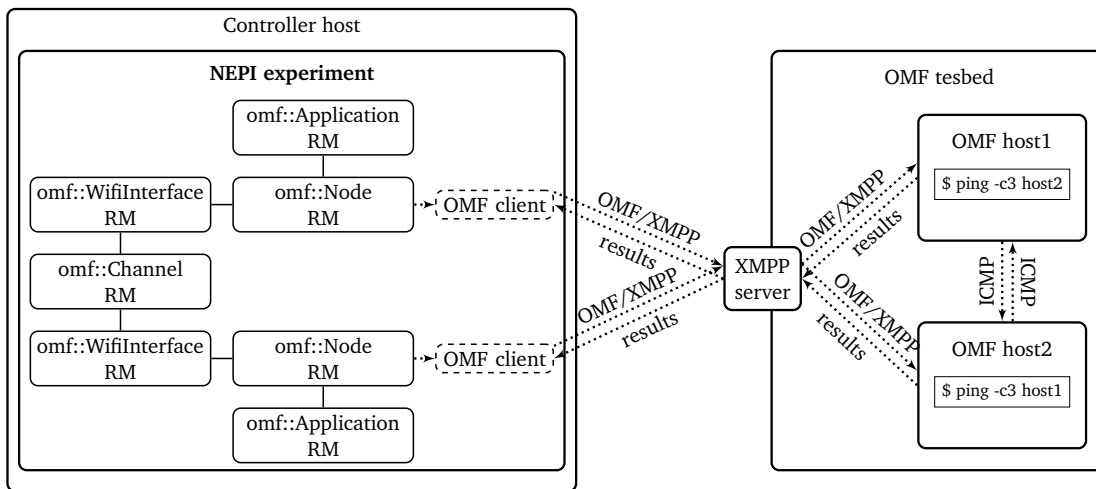 Controller host
NEPI experiment
omf::Application
RM
omf::WifiInterface
RM
omf::Node
RM
OMF client
omf::Channel
RM
omf::WifiInterface
RM
omf::Node
RM
OMF client
omf::Application
RM
OMF/XMPP
results
OMF/XMPP
results
XMPP
server
OMF tesbed
OMF/XMPP
results
OMF/XMPP
results
OMF host1
$ ping -c3 host2
ICMP
ICMP
OMF host2
$ ping -c3 host1